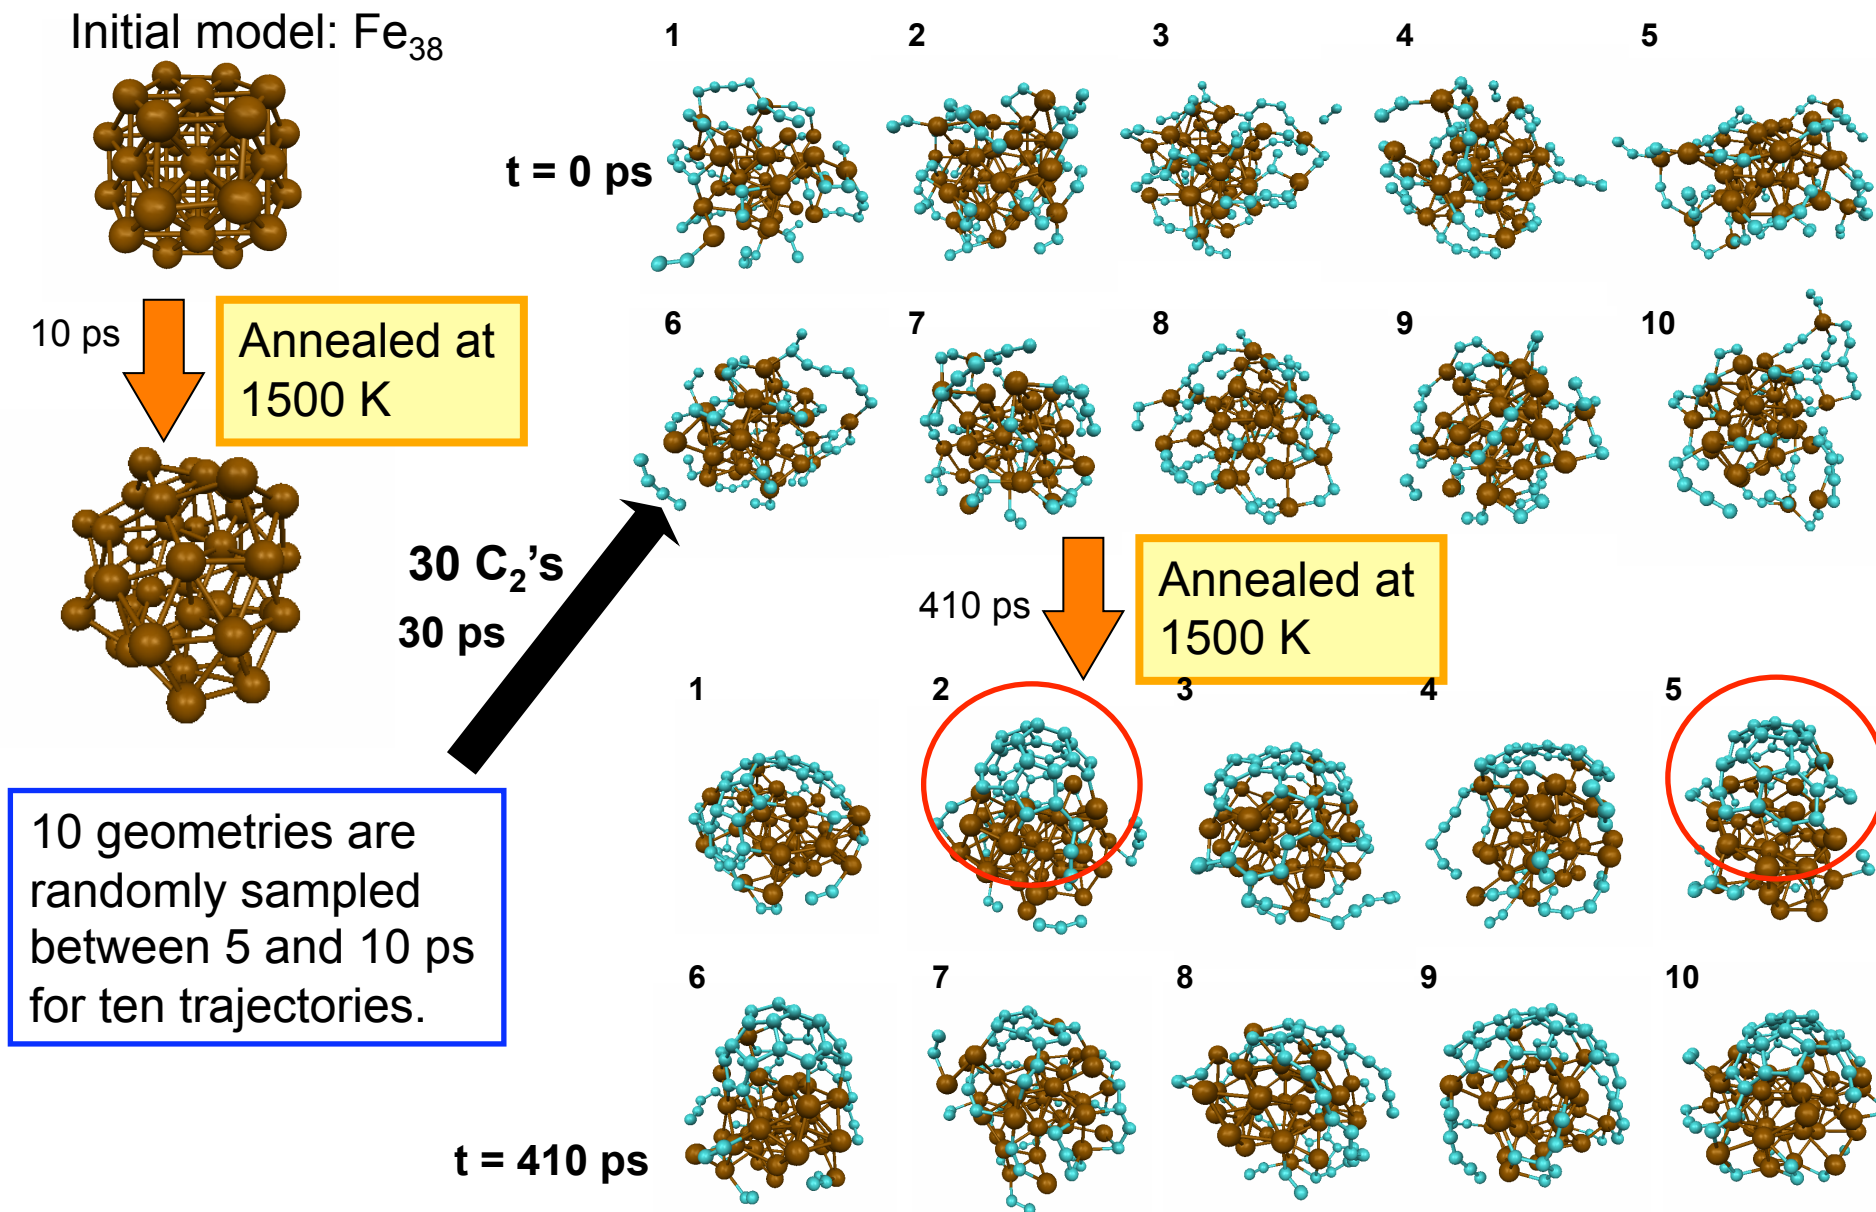 Initial model: Fe38
10 ps
Annealed at
1500 K
10 geometries are
randomly sampled
between 5 and 10 ps
for ten trajectories.
30 C2's
30 ps
t = 0 ps
1 2 3 4 5
6 7 8 9 10
410 ps
Annealed at
1500 K
1 2 3 4 5
6 7 8 9 10
t = 410 ps